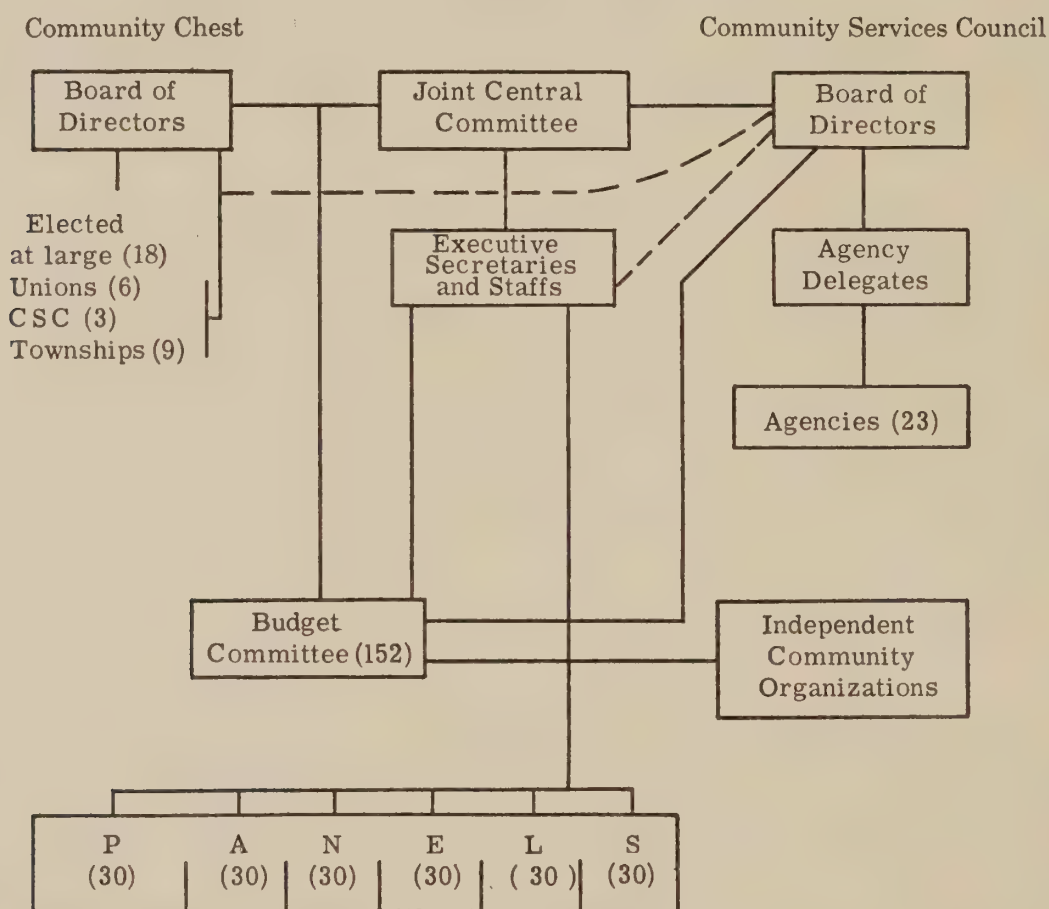 Community Chest
Community Services Council
Board of
Directors
Joint Central
Committee
Board of
Directors
Elected
at large (18)
Unions (6)
CSC (3)
Townships (9)
Executive
Secretaries
and Staffs
Agency
Delegates
Agencies (23)
Budget
Committee (152)
Independent
Community
Organizations
P A N E L S
(30) (30) (30) (30) ( 30 ) (30)